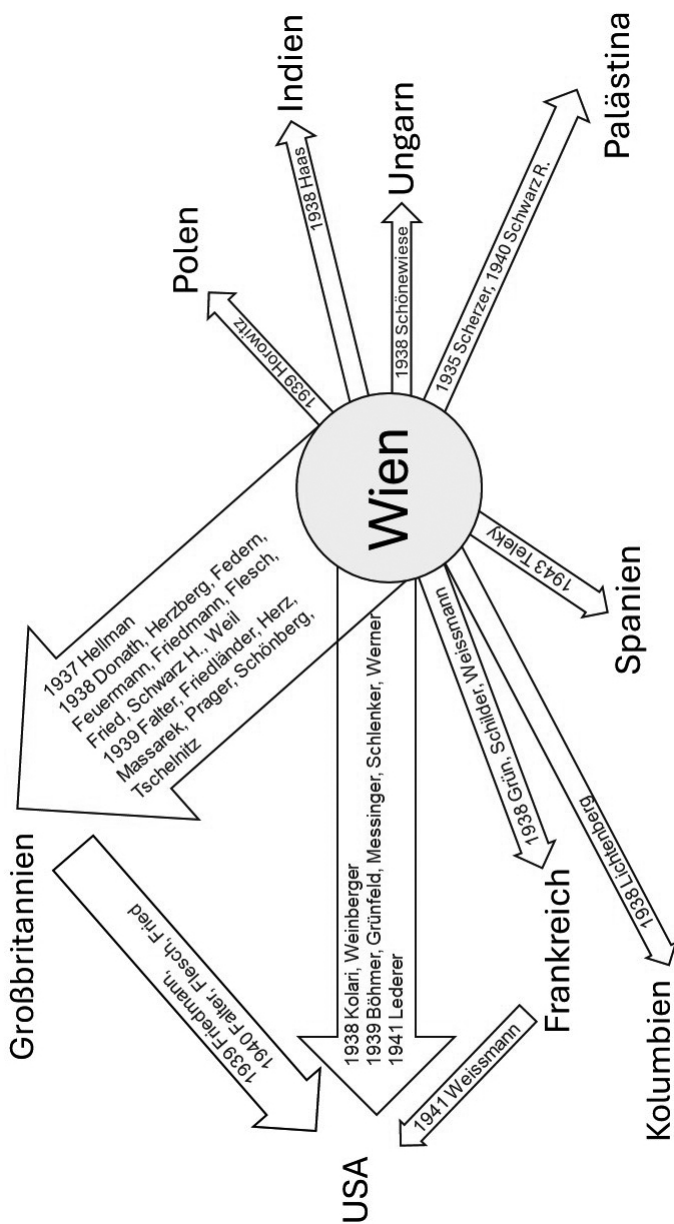 Großbritannien
1937 Hellman
1938 Donath, Herzberg, Federn,
Feuermann, Friedmann, Flesch,
Fried, Schwarz H., Weil
1939 Falter, Friedländer, Herz,
Massarek, Prager, Schönberg,
Tschelnitz
Polen
1939 Horowitz
Indien
1938 Haas
1939 Friedmann,
1940 Falter, Flesch, Fried
USA
1938 Kolari, Weinberger
1939 Böhmer, Grünfeld, Messinger, Schlenker, Werner
1941 Lederer
Wien
1938 Schönewiese
Ungarn
1941 Weissmann
Frankreich
1938 Grün, Schilder, Weissmann
1935 Scherzer, 1940 Schwarz R.
Palästina
Kolumbien
1938 Lichtenberg
1943 Teleky
Spanien